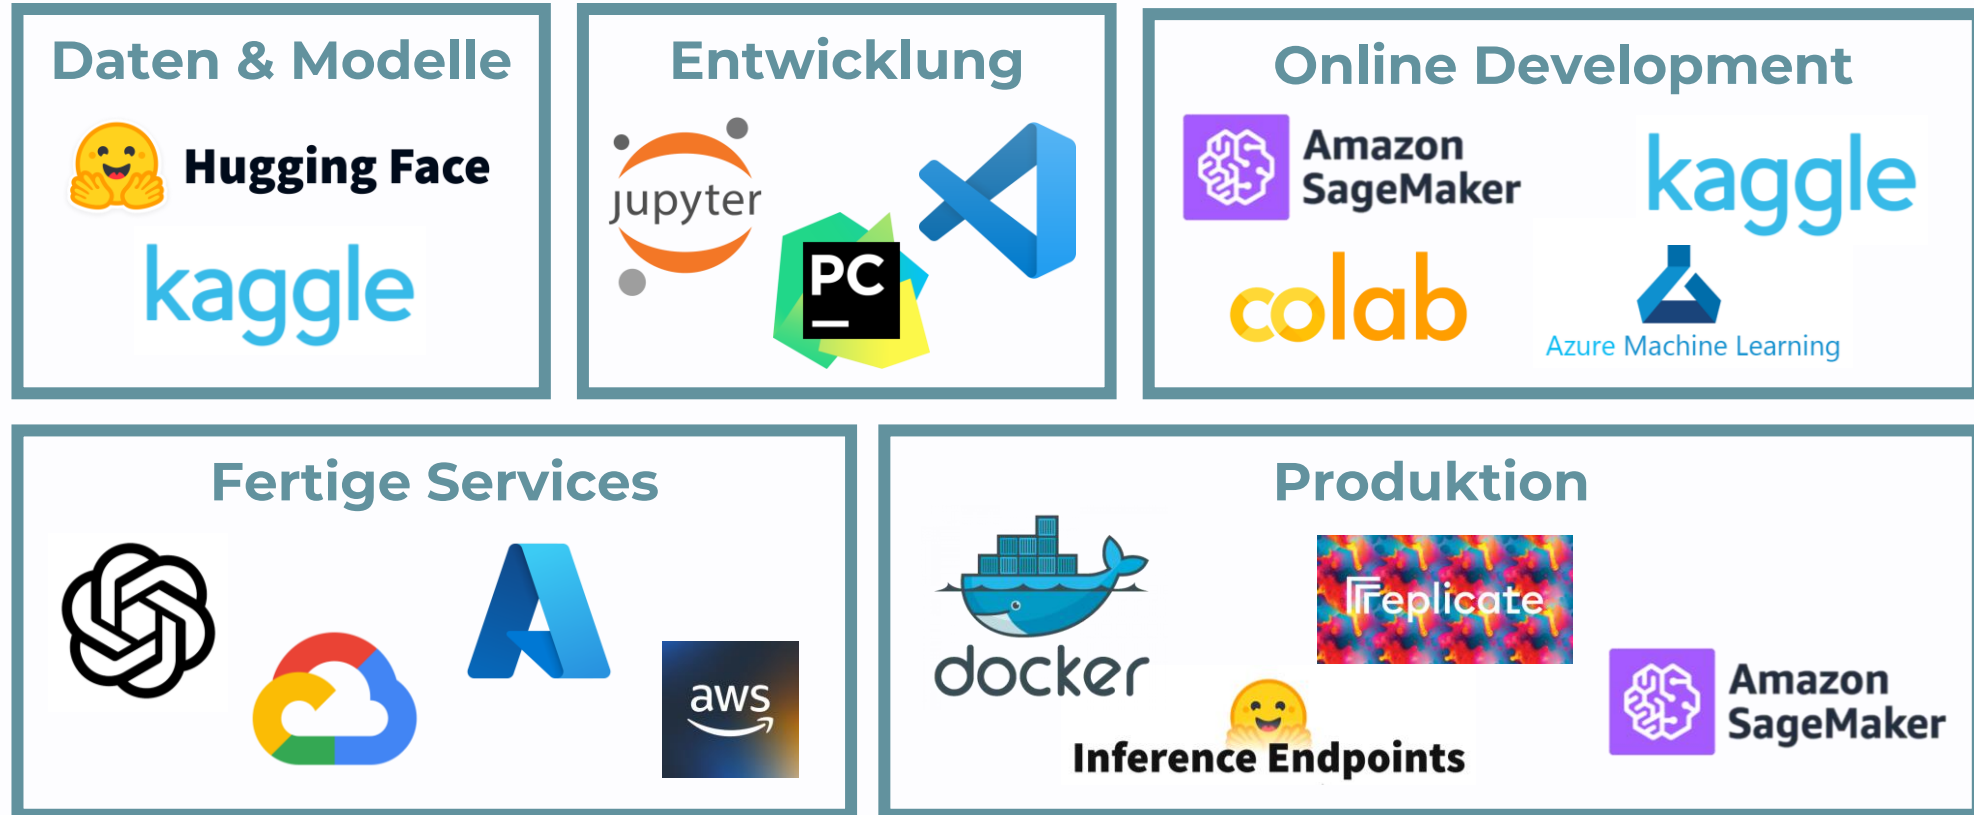 Daten & Modelle
Hugging Face
kaggle
Entwicklung
jupyter
PC
Online Development
Amazon
SageMaker
kaggle
colab
Azure Machine Learning
Fertige Services
aws
Produktion
docker
replicate
Inference Endpoints
Amazon
SageMaker